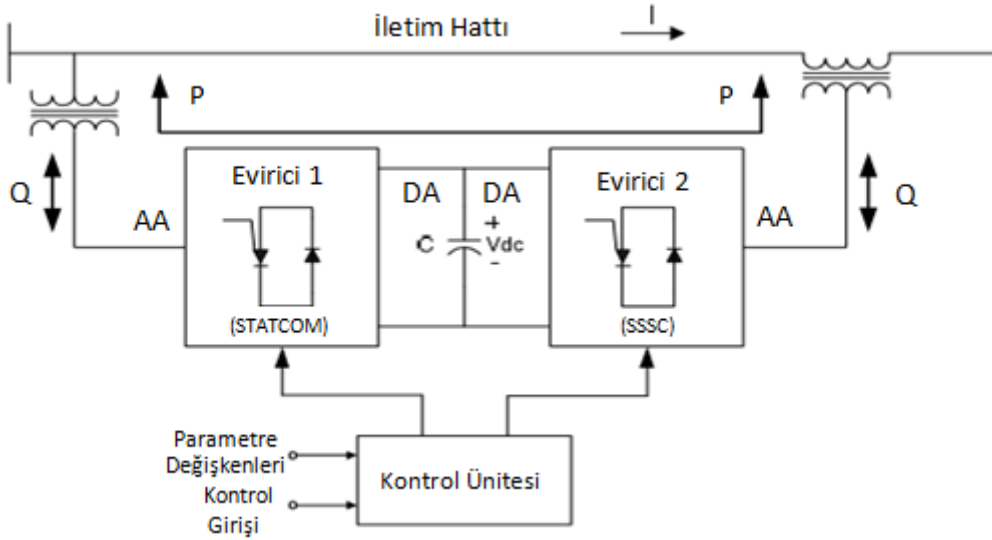 İletim Hattı
I
P
P
Q
Q
Evirici 1
DA
DA
Evirici 2
AA
AA
C
+
Vdc
-
(STATCOM)
(SSSC)
Parametre
Değişkenleri
Kontrol
Girişi
Kontrol Ünitesi